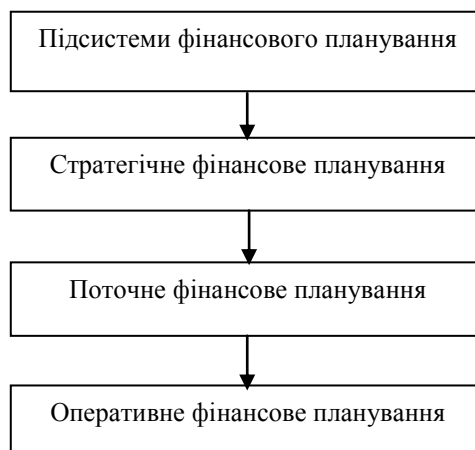 Підсистеми фінансового планування
Стратегічне фінансове планування
Поточне фінансове планування
Оперативне фінансове планування